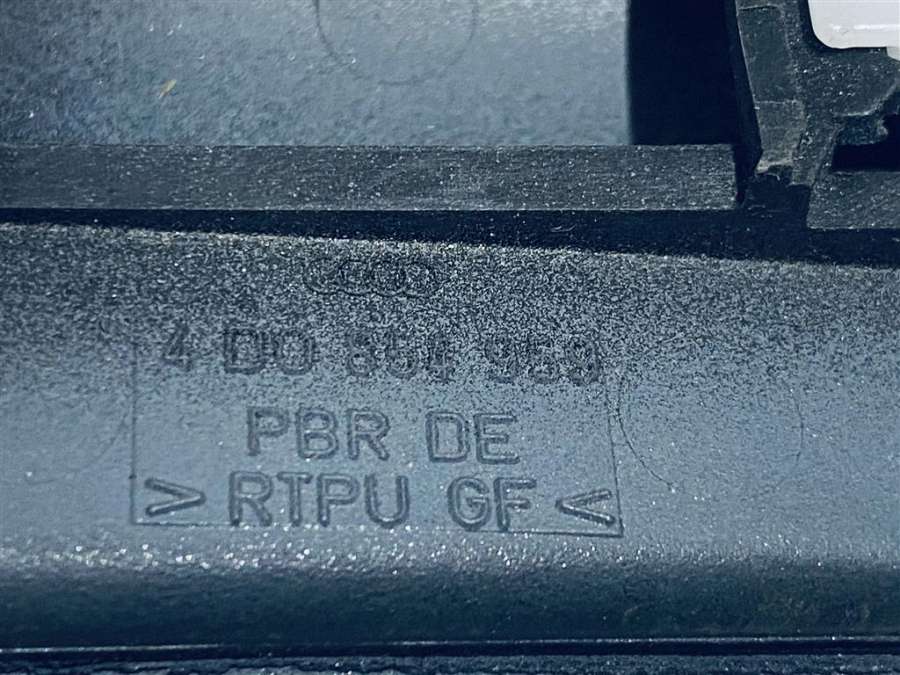 4 D0 854 959
PBR DE
> RTPU GF <